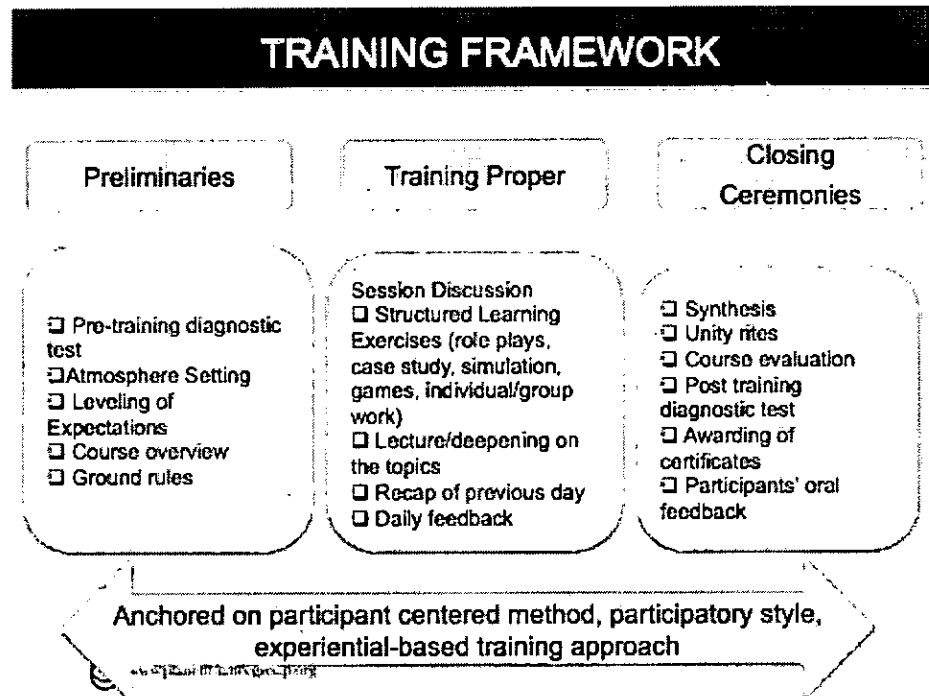 TRAINING FRAMEWORK
Preliminaries
Training Proper
Closing
Ceremonies
❑ Pre-training diagnostic
test
❑Atmosphere Setting
❑ Leveling of
Expectations
❑ Course overview
❑ Ground rules
Session Discussion
❑ Structured Learning
Exercises (role plays,
case study, simulation,
games, individual/group
work)
❑ Lecture/deepening on
the topics
❑ Recap of previous day
❑ Daily feedback
❑ Synthesis
❑ Unity rites
❑ Course evaluation
❑ Post training
diagnostic test
❑ Awarding of
certificates
❑ Participants' oral
feedback
Anchored on participant centered method, participatory style,
experiential-based training approach